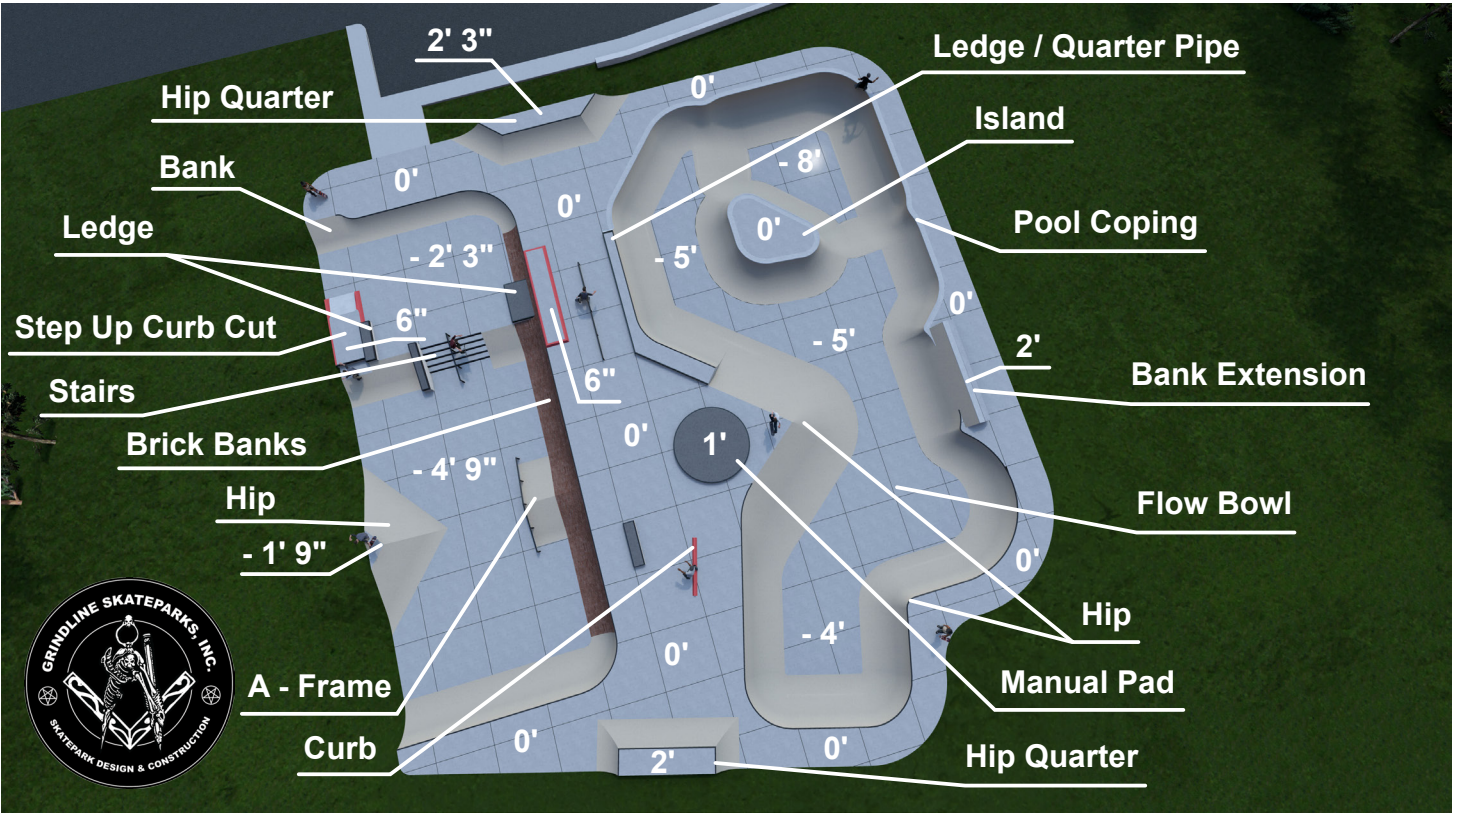 2' 3"
Ledge / Quarter Pipe
Hip Quarter
0'
Island
Bank
0'
- 8'
0'
Ledge
0'
Pool Coping
- 2' 3"
- 5'
0'
Step Up Curb Cut
6"
- 5'
2'
Stairs
6"
Bank Extension
Brick Banks
0'
1'
- 4' 9"
Hip
Flow Bowl
- 1' 9"
0'
GRINDLINE SKATEPARKS, INC.
SKATEPARK DESIGN & CONSTRUCTION
Hip
- 4'
0'
A - Frame
Manual Pad
Curb
0'
2'
0'
Hip Quarter